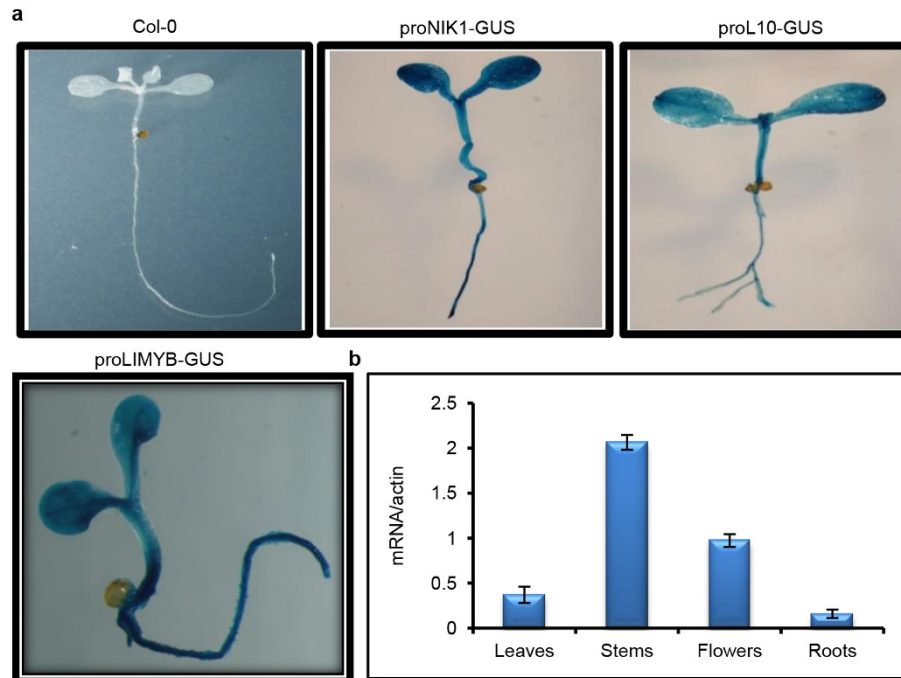 a
Col-0
proNIK1-GUS
proL10-GUS
proLIMYB-GUS
b
mRNA/actin
2.5
2
1.5
1
0.5
0
Leaves
Stems
Flowers
Roots